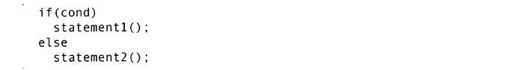 if(cond)
  statement1();
else
  statement2();